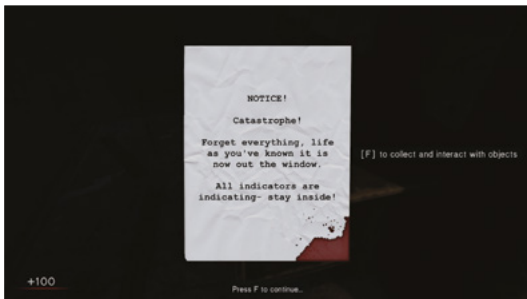 NOTICE!
Catastrophe!
Forget everything, life
as you've known it is
now out the window.
All indicators are
indicating- stay inside!
[F] to collect and interact with objects
+100
Press F to continue...